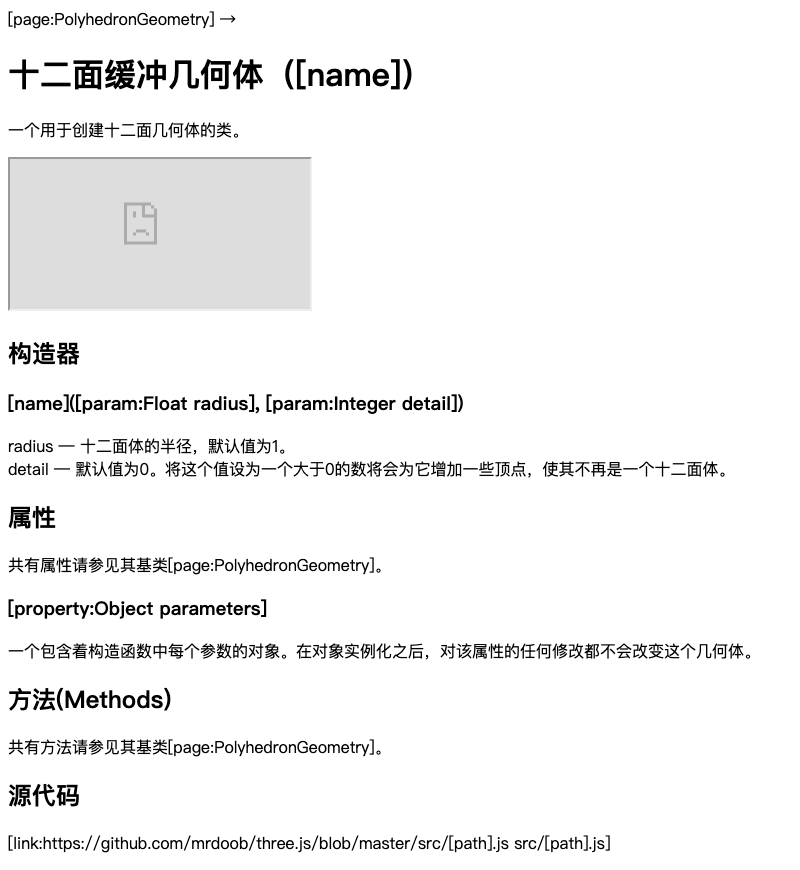 [page:PolyhedronGeometry] →
十二面缓冲几何体（[name]）
一个用于创建十二面几何体的类。
构造器
[name]([param:Float radius], [param:Integer detail])
radius — 十二面体的半径，默认值为1。
detail — 默认值为0。将这个值设为一个大于0的数将会为它增加一些顶点，使其不再是一个十二面体。
属性
共有属性请参见其基类[page:PolyhedronGeometry]。
[property:Object parameters]
一个包含着构造函数中每个参数的对象。在对象实例化之后，对该属性的任何修改都不会改变这个几何体。
方法(Methods)
共有方法请参见其基类[page:PolyhedronGeometry]。
源代码
[link:https://github.com/mrdoob/three.js/blob/master/src/[path].js src/[path].js]